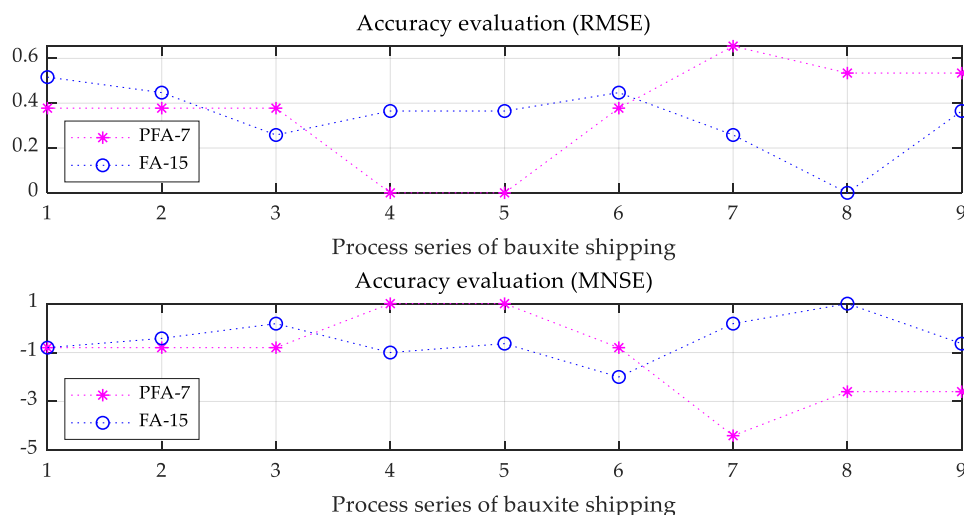 Accuracy evaluation (RMSE)
0.6
0.4
0.2
0
PFA-7
FA-15
1 2 3 4 5 6 7 8 9
Process series of bauxite shipping
Accuracy evaluation (MNSE)
1
-1
-3
-5
PFA-7
FA-15
1 2 3 4 5 6 7 8 9
Process series of bauxite shipping